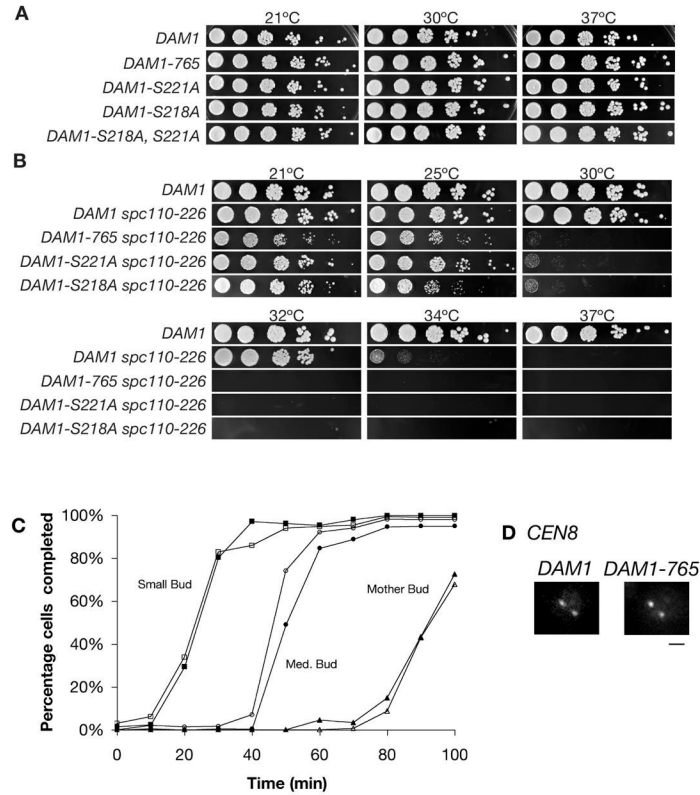 A
21ºC 30ºC 37ºC
DAM1
DAM1-765
DAM1-S221A
DAM1-S218A
DAM1-S218A, S221A
B
21ºC 25ºC 30ºC
DAM1
DAM1 spc110-226
DAM1-765 spc110-226
DAM1-S221A spc110-226
DAM1-S218A spc110-226
32ºC 34ºC 37ºC
DAM1
DAM1 spc110-226
DAM1-765 spc110-226
DAM1-S221A spc110-226
DAM1-S218A spc110-226
C
Percentage cells completed
100%
80%
60%
40%
20%
0%
Small Bud
Med. Bud
Mother Bud
0 20 40 60 80 100
Time (min)
D CEN8
DAM1 DAM1-765